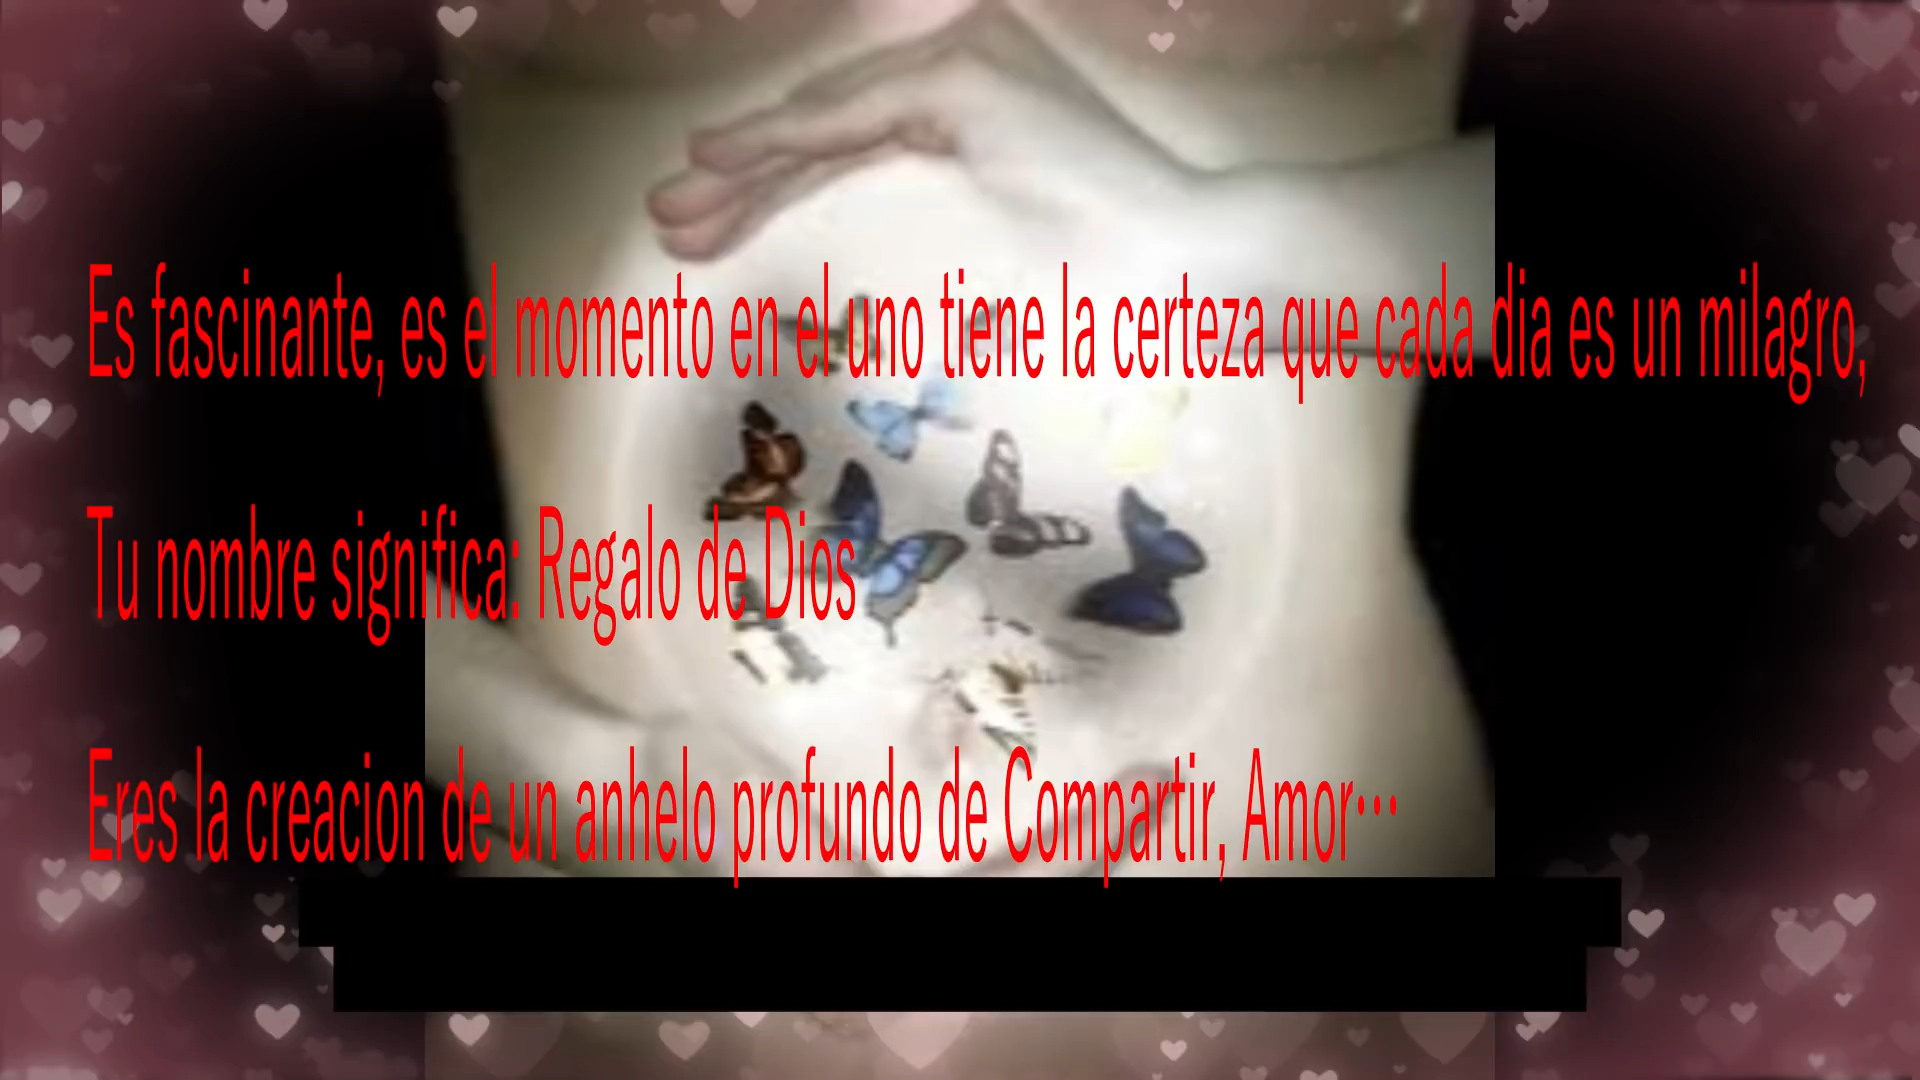 Es fascinante, es el momento en el uno tiene la certeza que cada dia es un milagro,
Tu nombre significa: Regalo de Dios
Eres la creacion de un anhelo profundo de Compartir, Amor...